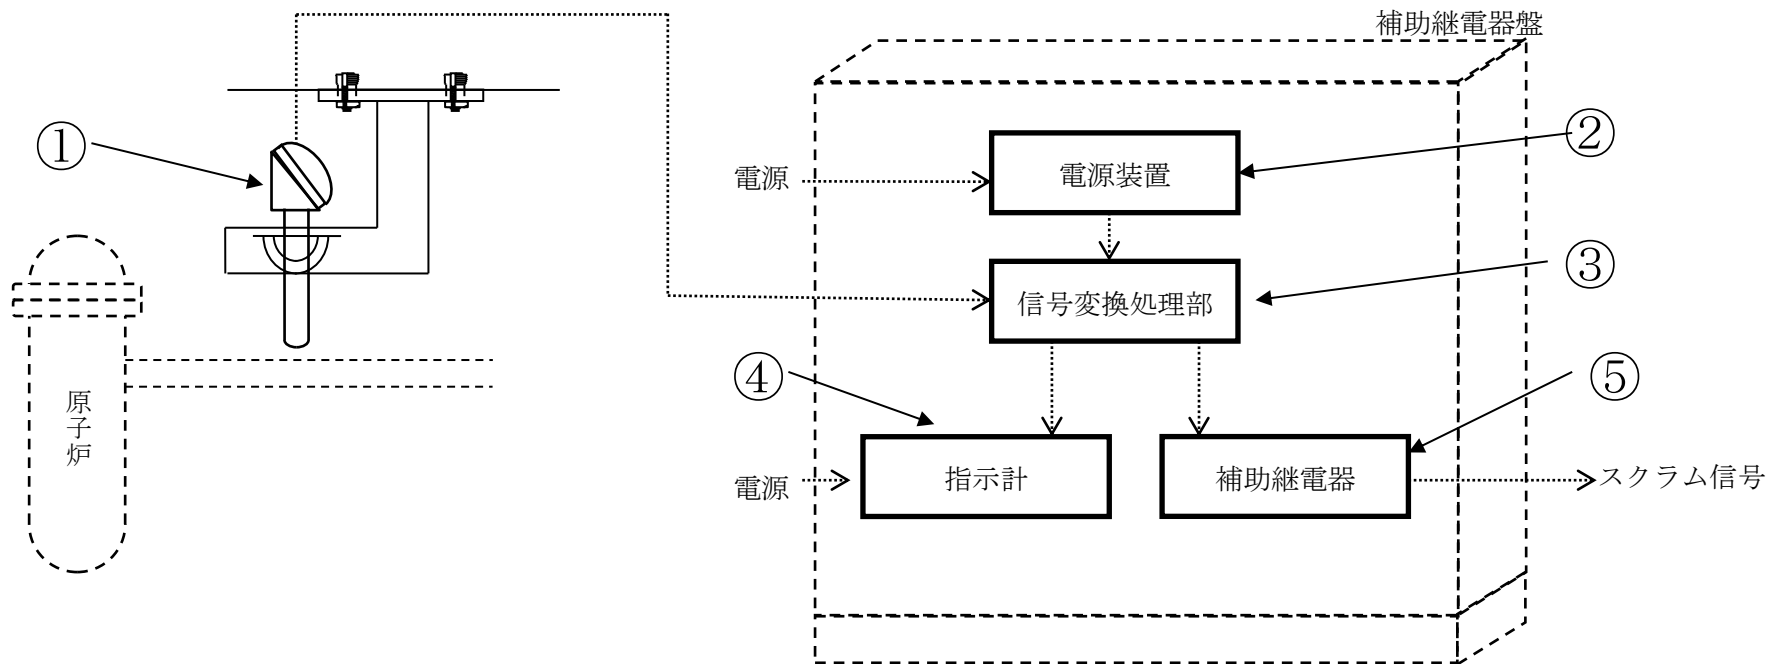 補助継電器盤
①
②
電源
電源装置
③
信号変換処理部
④
⑤
原子炉
電源
指示計
補助継電器
スクラム信号